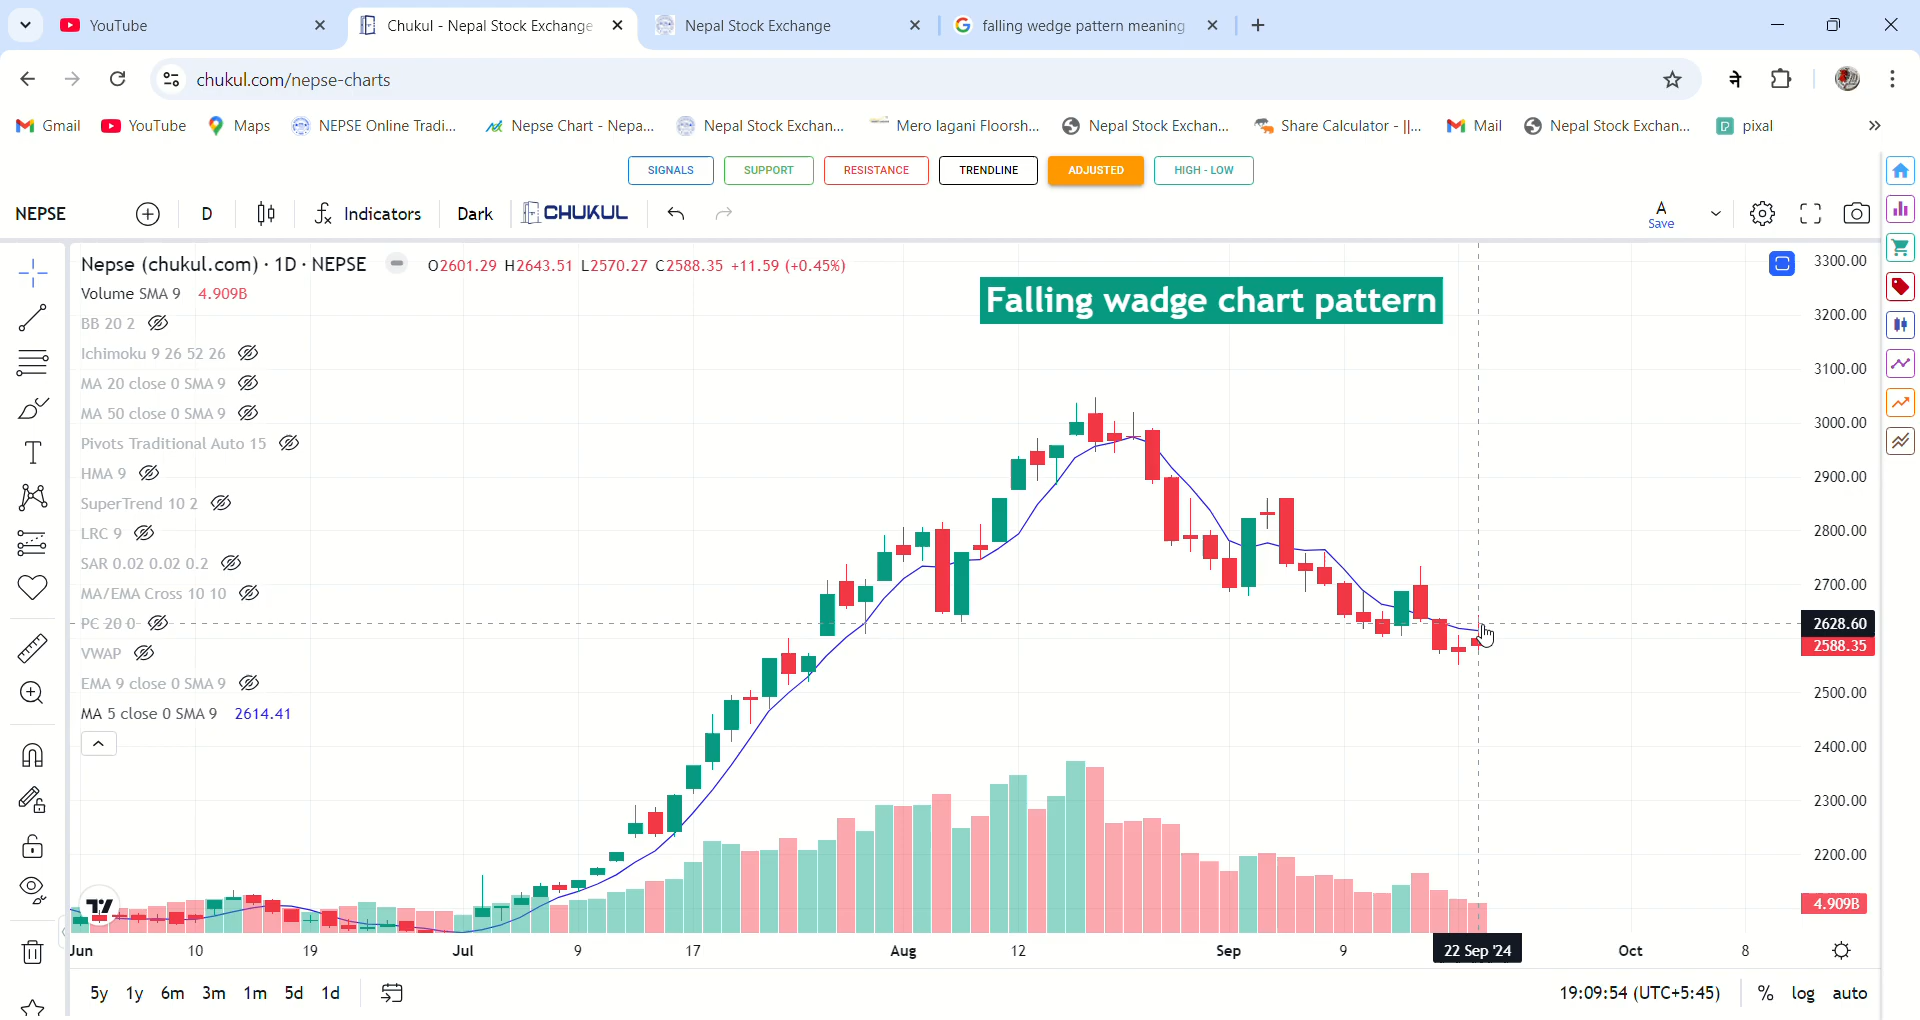 YouTube
Chukul - Nepal Stock Exchange
Nepal Stock Exchange
falling wedge pattern meaning
chukul.com/nepse-charts
ने
Gmail
YouTube
Maps
NEPSE Online Tradi...
Nepse Chart - Nepa...
Nepal Stock Exchan...
Mero lagani Floorsh...
Nepal Stock Exchan...
Share Calculator - ||...
Mail
Nepal Stock Exchan...
pixal
SIGNALS
SUPPORT
RESISTANCE
TRENDLINE
ADJUSTED
HIGH - LOW
NEPSE
D
Indicators
Dark
CHUKUL
A
Save
Nepse (chukul.com) · 1D · NEPSE
O2601.29 H2643.51 L2570.27 C2588.35 +11.59 (+0.45%)
Volume SMA 9 4.909B
BB 20 2
Ichimoku 9 26 52 26
MA 20 close 0 SMA 9
MA 50 close 0 SMA 9
Pivots Traditional Auto 15
HMA 9
SuperTrend 10 2
LRC 9
SAR 0.02 0.02 0.2
MA/EMA Cross 10 10
PC 20 0
VWAP
EMA 9 close 0 SMA 9
MA 5 close 0 SMA 9 2614.41
Falling wadge chart pattern
3300.00
3200.00
3100.00
3000.00
2900.00
2800.00
2700.00
2628.60
2588.35
2500.00
2400.00
2300.00
2200.00
4.909B
Jun
10
19
Jul
9
17
Aug
12
Sep
9
22 Sep '24
Oct
8
5y
1y
6m
3m
1m
5d
1d
19:09:54 (UTC+5:45)
%
log
auto